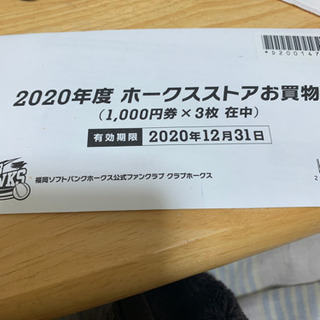 *9200147
2020年度 ホークスストアお買物
(1,000円券×3枚 在中)
有効期限 2020年12月31日
福岡ソフトバンクホークス公式ファンクラブ クラブホークス